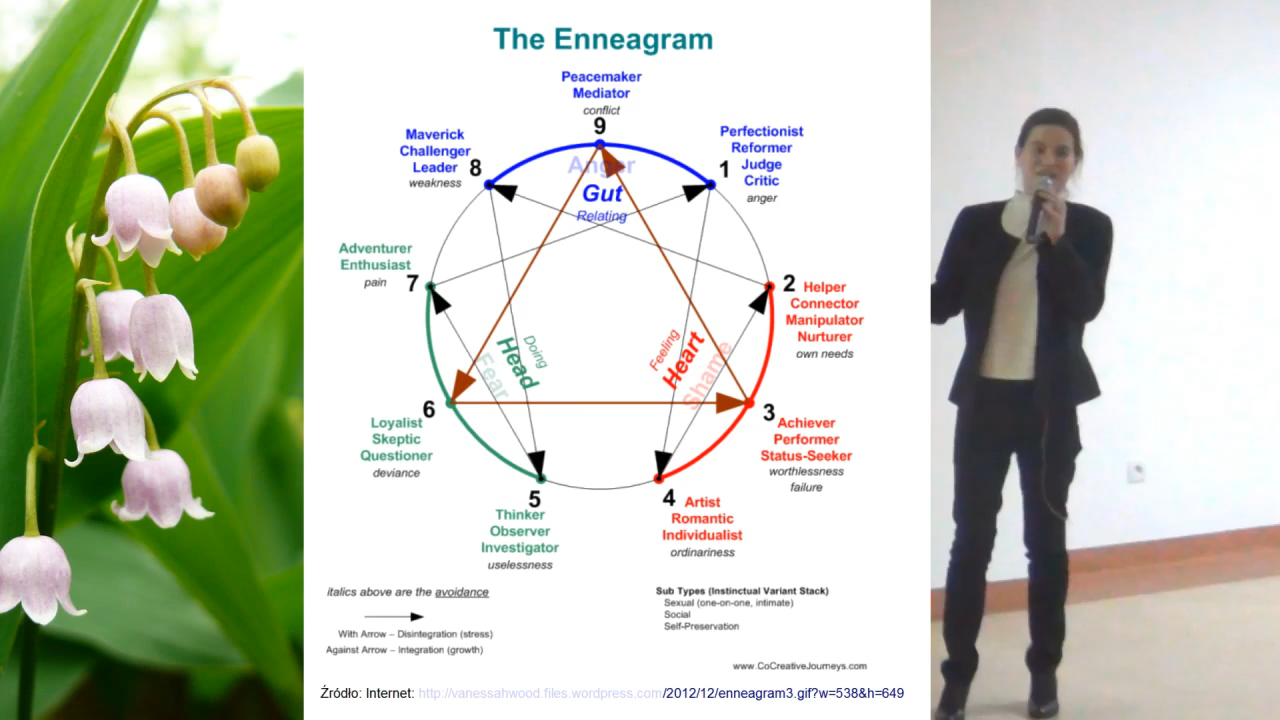 The Enneagram
Peacemaker
Mediator
conflict
9
Maverick
Challenger
Leader
weakness
8
Perfectionist
Reformer
Judge
Critic
anger
1
Anger
Gut
Relating
Adventurer
Enthusiast
pain
7
2
Helper
Connector
Manipulator
Nurturer
own needs
Doing
Head
Fear
Feeling
Heart
Shame
6
Loyalist
Skeptic
Questioner
deviance
3
Achiever
Performer
Status-Seeker
worthlessness
failure
5
Thinker
Observer
Investigator
uselessness
4
Artist
Romantic
Individualist
ordinariness
italics above are the avoidance
With Arrow – Disintegration (stress)
Against Arrow – Integration (growth)
Sub Types (Instinctual Variant Stack)
Sexual (one-on-one, intimate)
Social
Self-Preservation
www.CoCreativeJourneys.com
Źródło: Internet: http://vanessahwood.files.wordpress.com/2012/12/enneagram3.gif?w=538&h=649